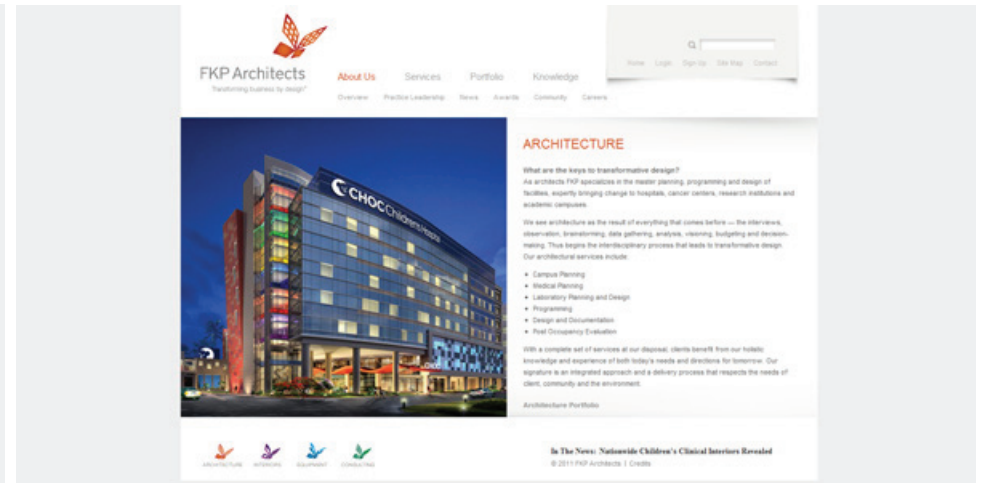 FKP Architects
Transforming business by design®
About Us Services Portfolio Knowledge
Overview Practice Leadership News Awards Community Careers
Home Login Sign Up Site Map Contact
CHOC Children's Hospital
CHOC
ARCHITECTURE
What are the keys to transformative design?
As architects FKP specializes in the master planning, programming and design of
facilities, expertly bringing change to hospitals, cancer centers, research institutions and
academic campuses.
We see architecture as the result of everything that comes before — the interviews,
observation, brainstorming, data gathering, analysis, visioning, budgeting and decision-
making. Thus begins the interdisciplinary process that leads to transformative design.
Our architectural services include:
• Campus Planning
• Medical Planning
• Laboratory Planning and Design
• Programming
• Design and Documentation
• Post Occupancy Evaluation
With a complete set of services at our disposal, clients benefit from our holistic
knowledge and experience of both today's needs and directions for tomorrow. Our
signature is an integrated approach and a delivery process that respects the needs of
client, community and the environment.
Architecture Portfolio
ARCHITECTURE INTERIORS EQUIPMENT CONSULTING
In The News: Nationwide Children's Clinical Interiors Revealed
© 2011 FKP Architects | Credits